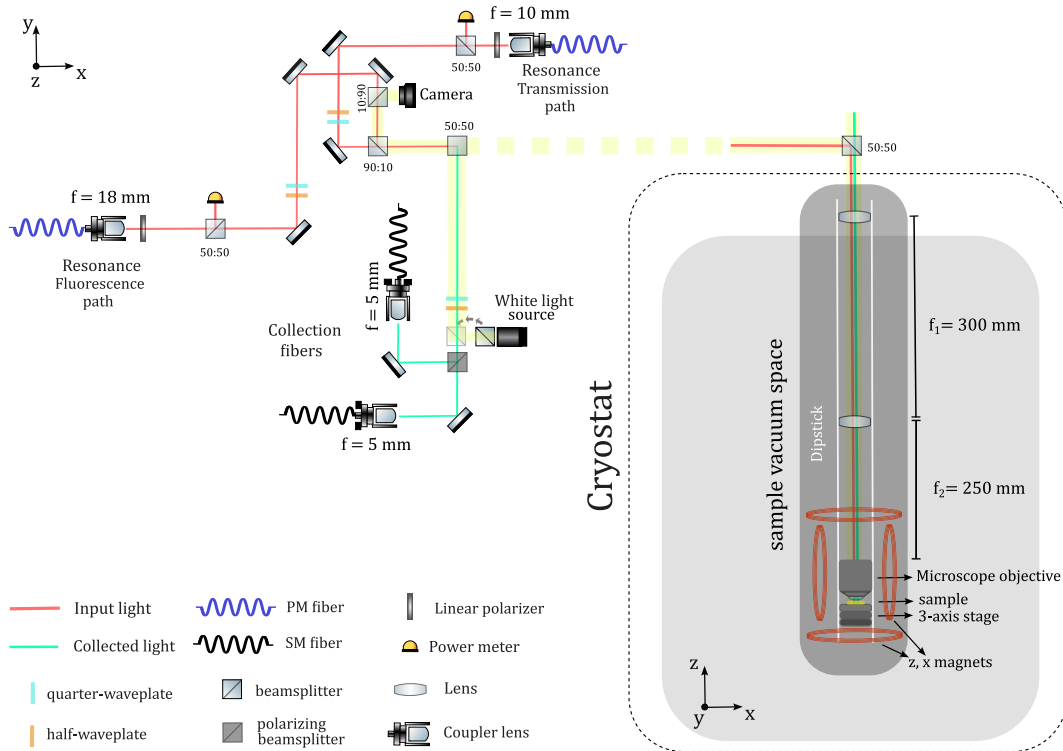 y
z
x
f = 10 mm
50:50
Resonance
Transmission
path
10:90
Camera
50:50
90:10
50:50
f = 18 mm
50:50
Resonance
Fluorescence
path
f = 5 mm
White light
source
Collection
fibers
f = 5 mm
Cryostat
sample vacuum space
Dipstick
f₁= 300 mm
f₂= 250 mm
Microscope objective
sample
3-axis stage
z, x magnets
z
y
x
Input light
PM fiber
Linear polarizer
Collected light
SM fiber
Power meter
quarter-waveplate
beamsplitter
Lens
half-waveplate
polarizing
beamsplitter
Coupler lens